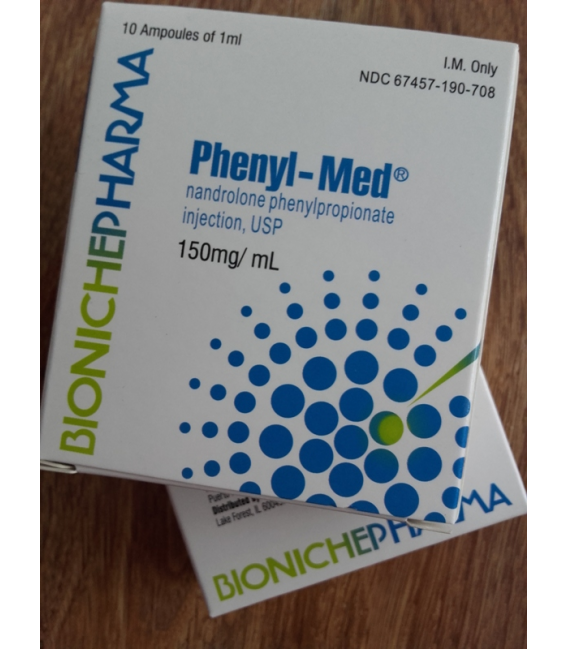 10 Ampoules of 1ml
I.M. Only
NDC 67457-190-708
BIONICHEPHARMA
Phenyl-Med®
nandrolone phenylpropionate
injection, USP
150mg/ mL
Distributed by
Lake Forest, IL
BIONICHEPHARMA